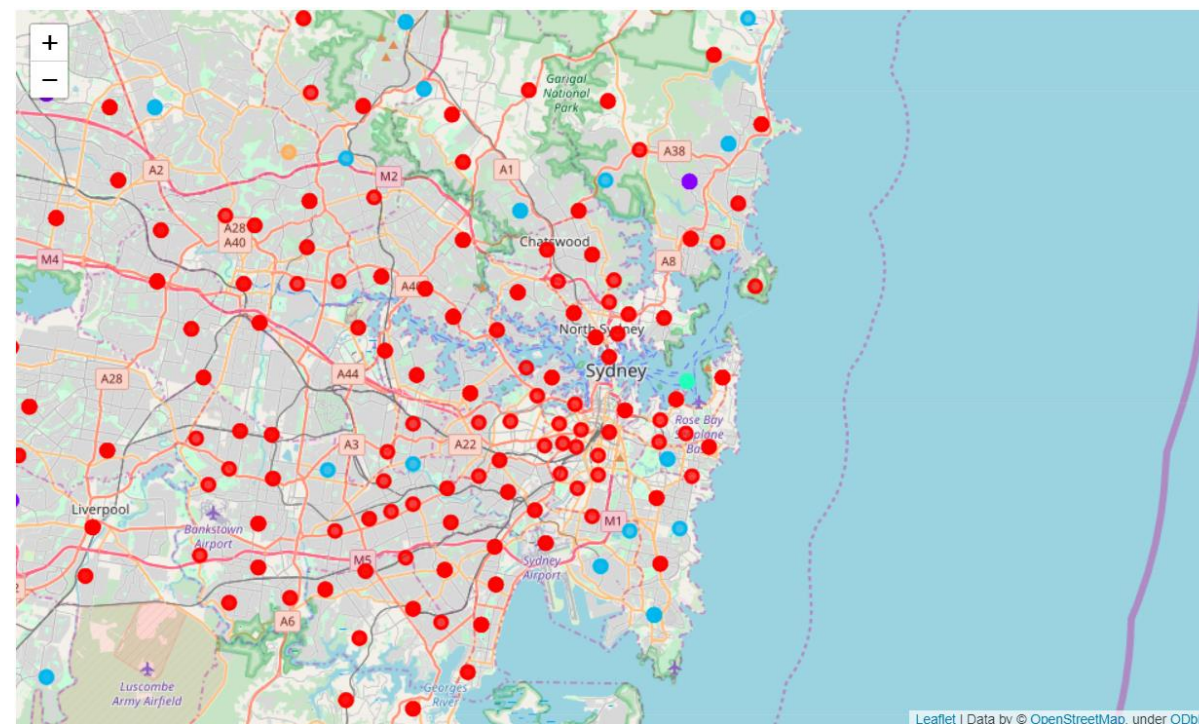 +
−
Garigal
National
Park
A38
A2
M2
A1
A28
A40
Chatswood
M4
A8
North Sydney
Sydney
A44
A28
Rose Bay
A3
A22
Liverpool
Bankstown
Airport
M1
M5
Sydney
Airport
A6
Luscombe
Army Airfield
Georges
River
Leaflet | Data by © OpenStreetMap, under ODb